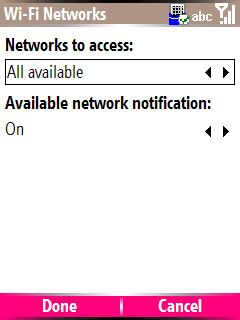 Wi-Fi Networks abc
Networks to access:
All available
Available network notification:
On
Done Cancel